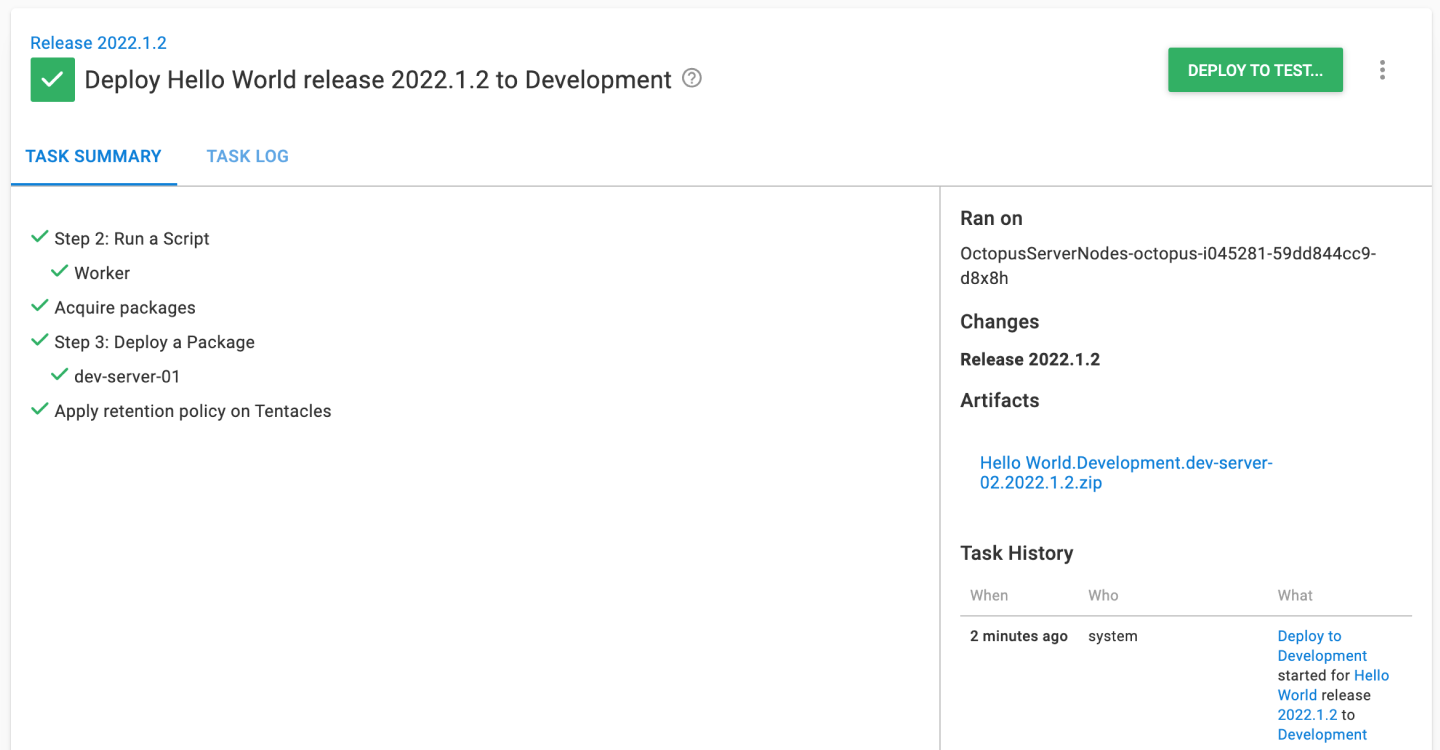 Release 2022.1.2
Deploy Hello World release 2022.1.2 to Development
DEPLOY TO TEST...
TASK SUMMARY
TASK LOG
Step 2: Run a Script
Worker
Acquire packages
Step 3: Deploy a Package
dev-server-01
Apply retention policy on Tentacles
Ran on
OctopusServerNodes-octopus-i045281-59dd844cc9-
d8x8h
Changes
Release 2022.1.2
Artifacts
Hello World.Development.dev-server-
02.2022.1.2.zip
Task History
When Who What
2 minutes ago system Deploy to
Development
started for Hello
World release
2022.1.2 to
Development